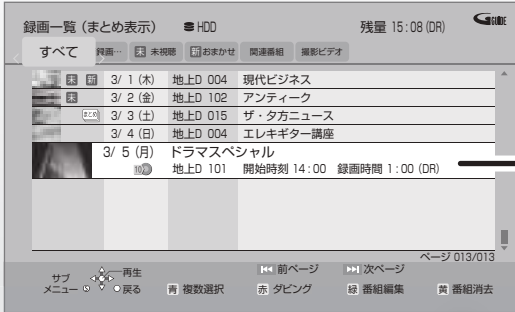 録画一覧(まとめ表示) HDD 残量 15:08 (DR) GGUIDE
すべて 録画… 未 未視聴 新 おまかせ 関連番組 撮影ビデオ
未 新 3/ 1 (木) 地上D 004 現代ビジネス
未 3/ 2 (金) 地上D 102 アンティーク
まとめ 3/ 3 (土) 地上D 015 ザ・タ方ニュース
3/ 4 (日) 地上D 004 エレキギター講座
3/ 5 (月) ドラマスペシャル
地上D 101 開始時刻 14:00 録画時間 1:00 (DR)
ページ 013/013
サブメニュー S 再生 戻る 前ページ 次ページ
青 複数選択 赤 ダビング 緑 番組編集 黄 番組消去